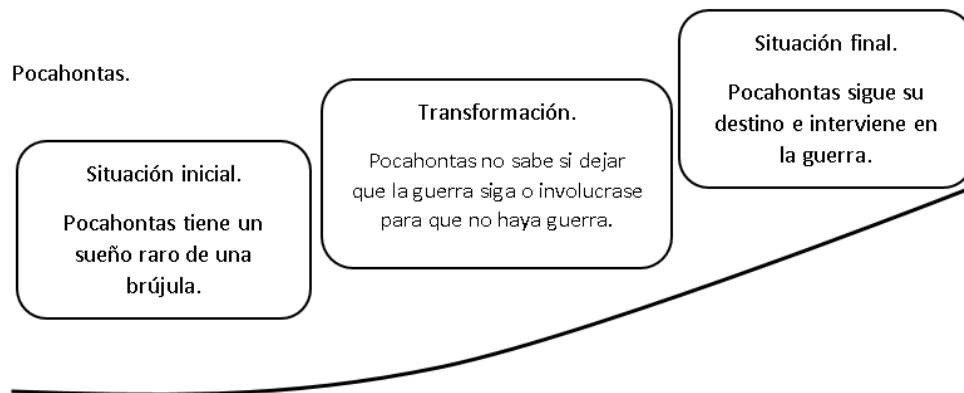 Pocahontas.
Situación inicial.
Pocahontas tiene un
sueño raro de una
brújula.
Transformación.
Pocahontas no sabe si dejar
que la guerra siga o involucrase
para que no haya guerra.
Situación final.
Pocahontas sigue su
destino e interviene en
la guerra.